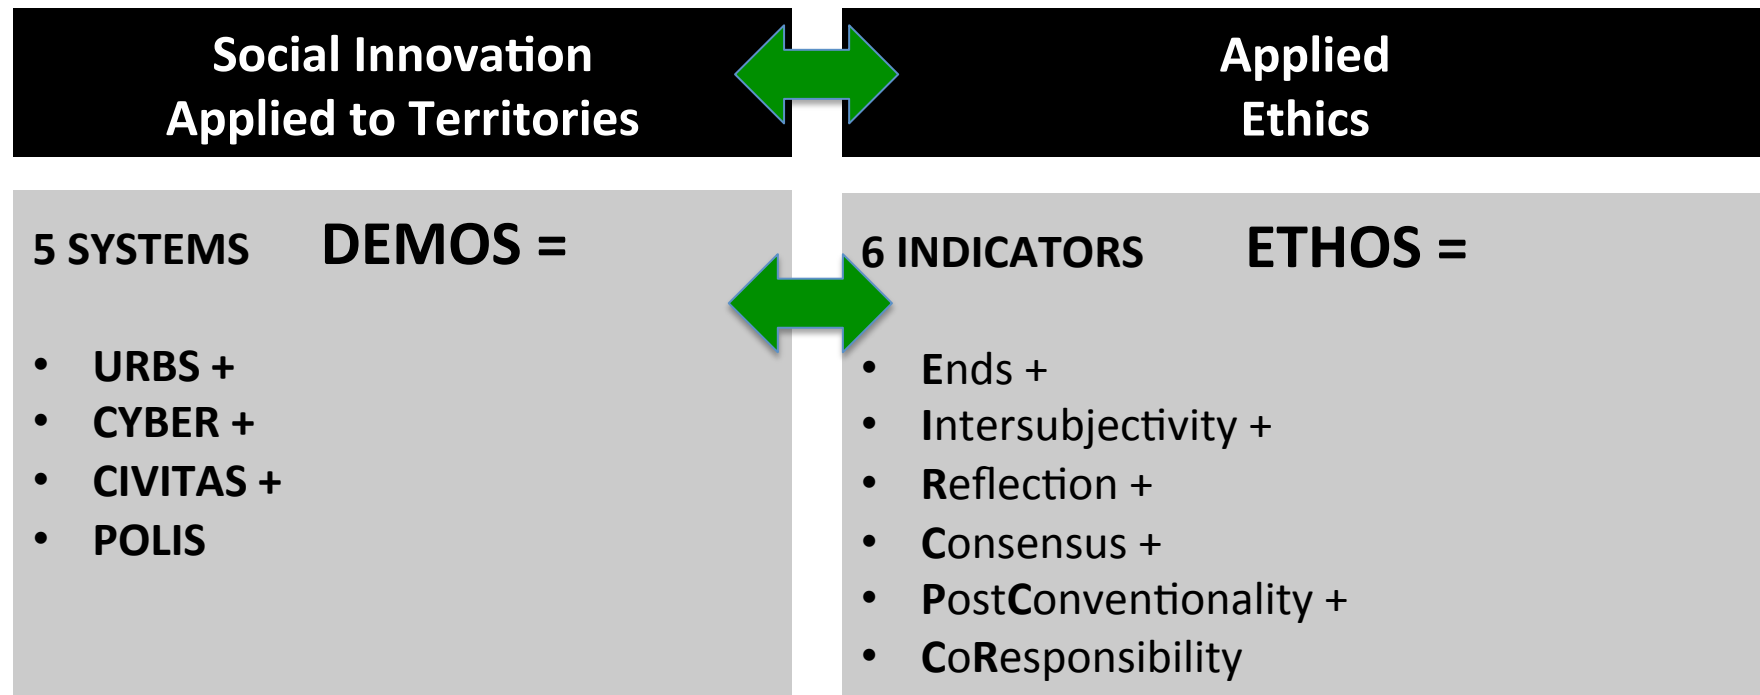 Social Innovation
Applied to Territories
Applied
Ethics
5 SYSTEMS DEMOS =
• URBS +
• CYBER +
• CIVITAS +
• POLIS
6 INDICATORS ETHOS =
• Ends +
• Intersubjectivity +
• Reflection +
• Consensus +
• PostConventionality +
• CoResponsibility